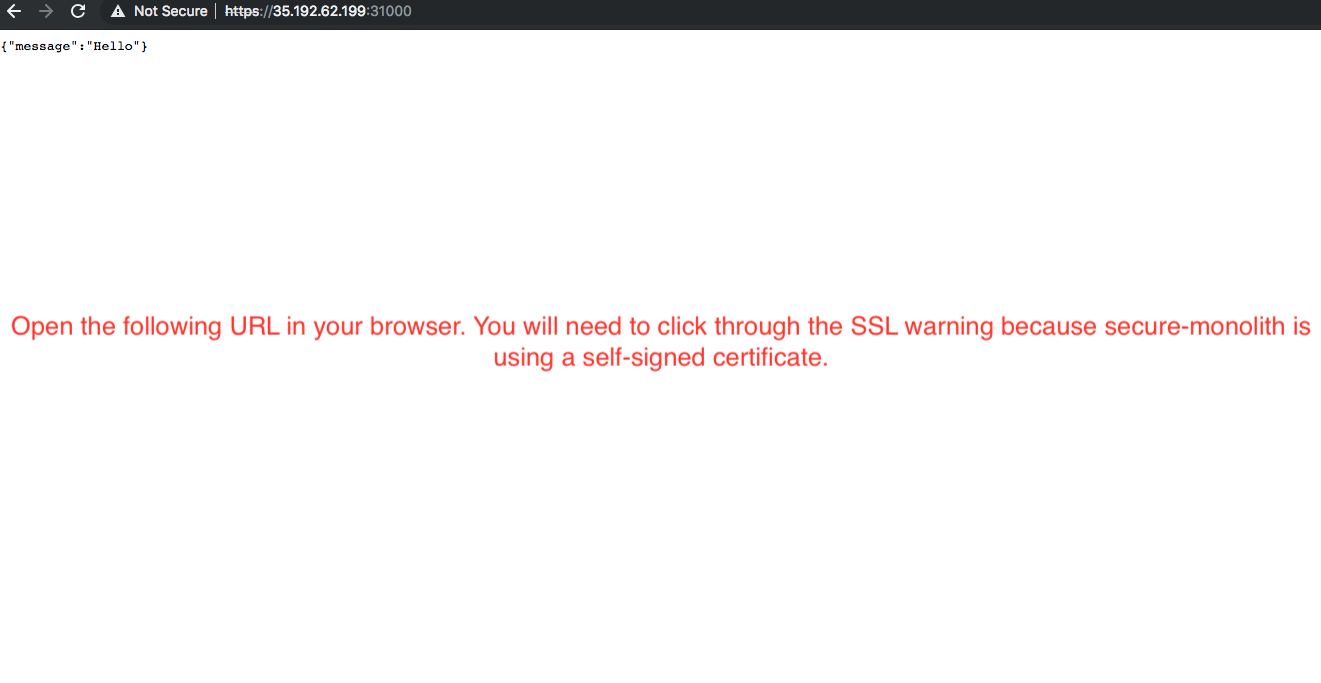 Not Secure | https://35.192.62.199:31000
{"message":"Hello"}
Open the following URL in your browser. You will need to click through the SSL warning because secure-monolith is
using a self-signed certificate.